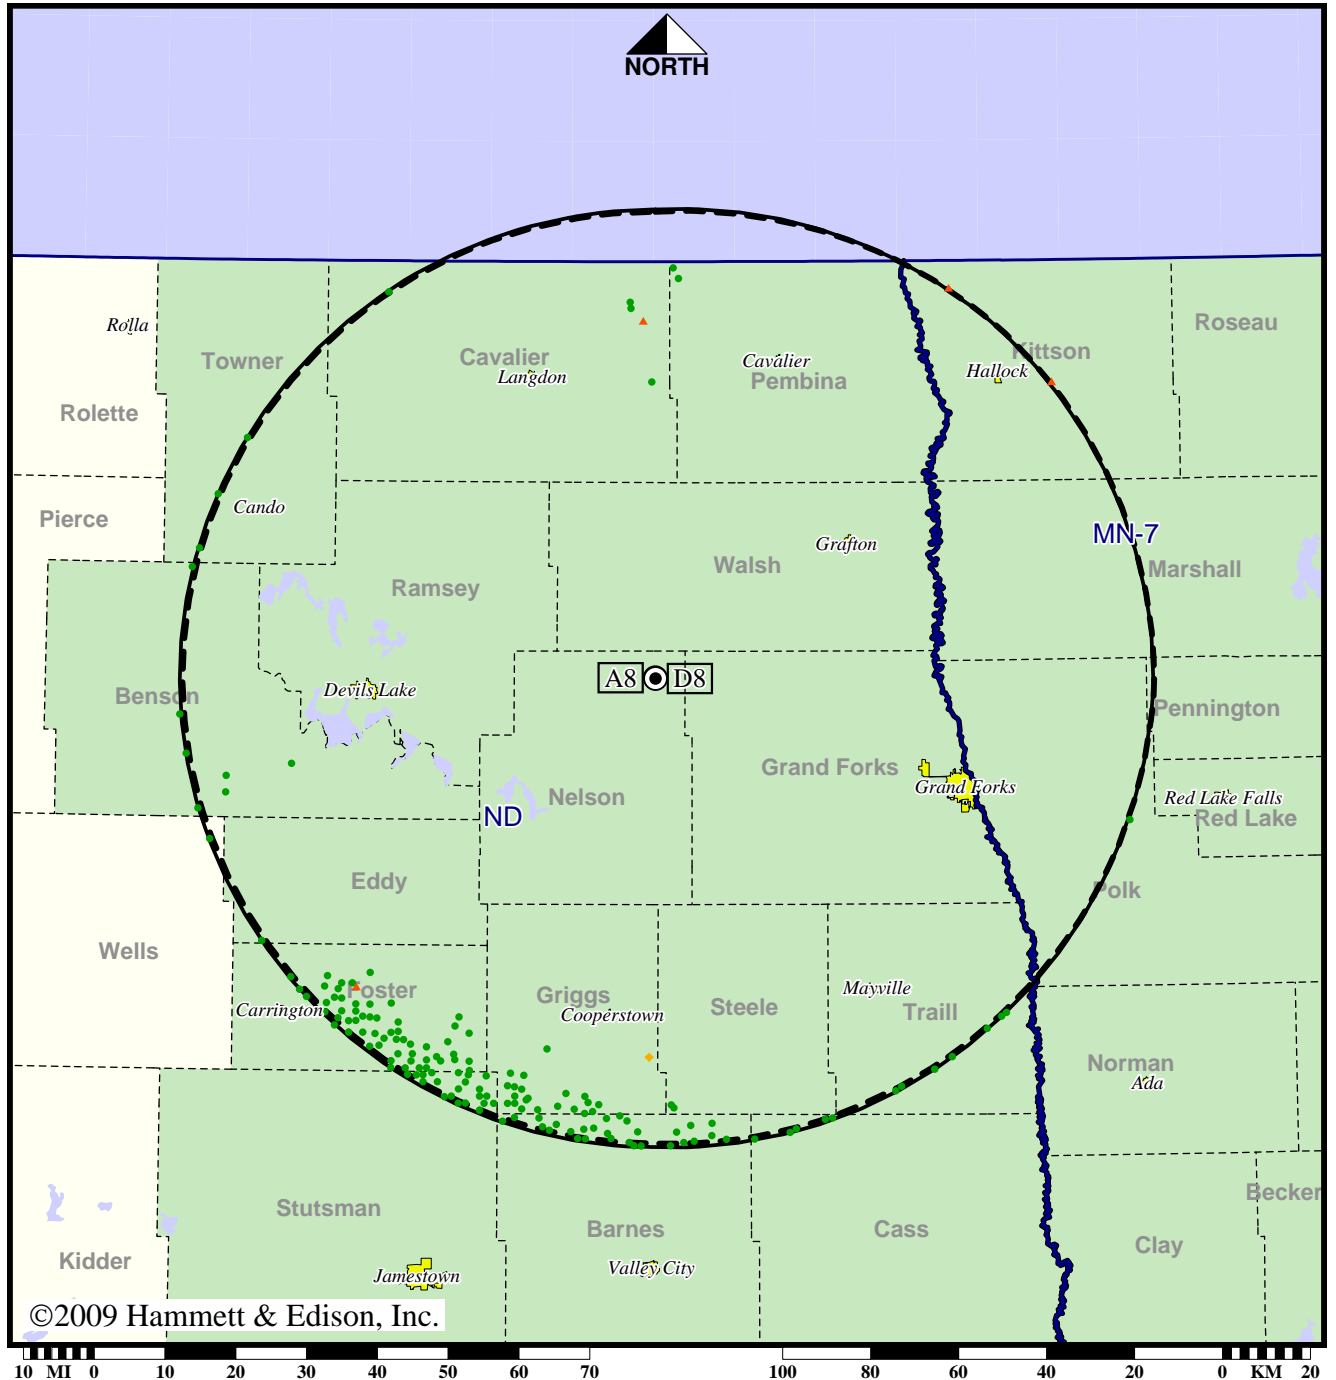 NORTH
Rolla
Towner
Cavalier
Langdon
Cavalier
Pembina
Hallock
Kittson
Roseau
Rolette
Cando
Pierce
Ramsey
Walsh
Grafton
MN-7
Marshall
A8
D8
Benson
Devils Lake
Pennington
Grand Forks
Grand Forks
Nelson
ND
Red Lake Falls
Red Lake
Eddy
Polk
Wells
Foster
Carrington
Griggs
Cooperstown
Steele
Mayville
Traill
Norman
Ada
Stutsman
Barnes
Cass
Becker
Clay
Kidder
Jamestown
Valley City
©2009 Hammett & Edison, Inc.
10 MI 0 10 20 30 40 50 60 70 100 80 60 40 20 0 KM 20